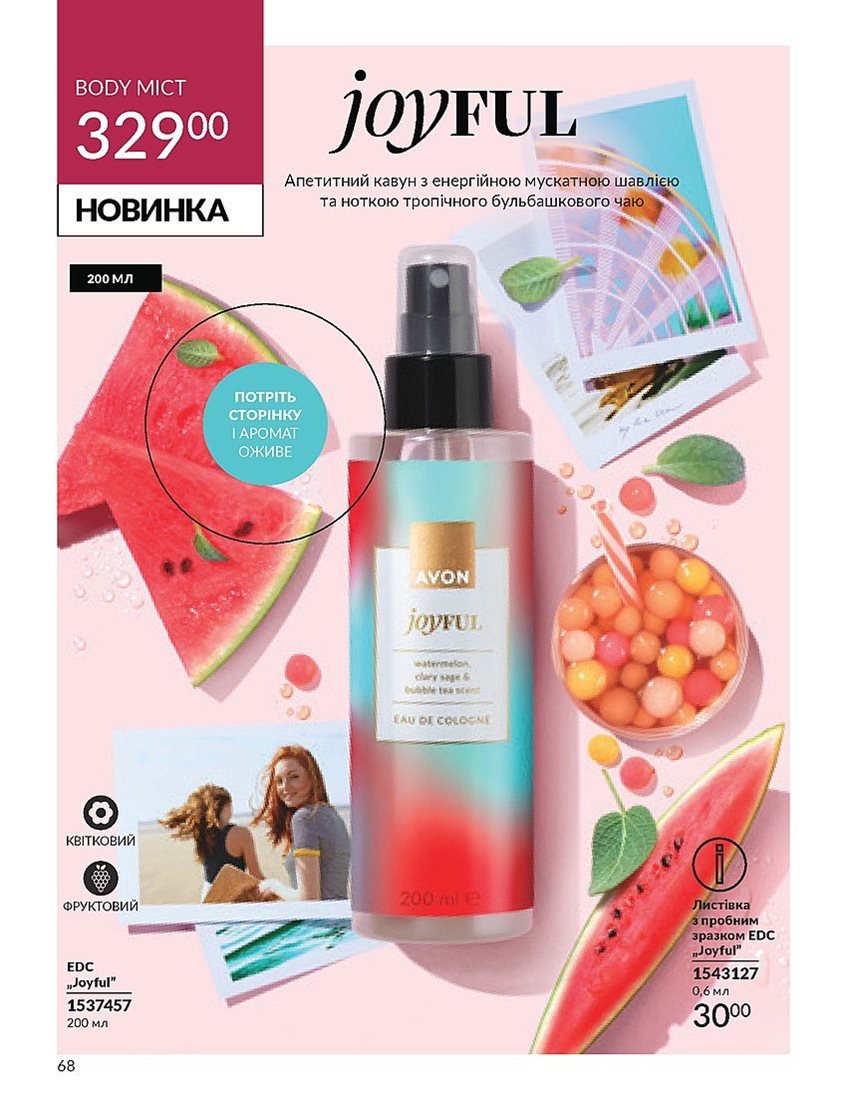 BODY МІСТ
329⁰⁰
НОВИНКА
joyFUL
Апетитний кавун з енергійною мускатною шавлією
та ноткою тропічного бульбашкового чаю
200 МЛ
ПОТРІТЬ
СТОРІНКУ
І АРОМАТ
ОЖИВЕ
AVON
joyFUL
watermelon,
clary sage &
bubble tea scent
EAU DE COLOGNE
200 ml e
КВІТКОВИЙ
ФРУКТОВИЙ
EDC
„Joyful”
1537457
200 мл
Листівка
з пробним
зразком EDC
„Joyful”
1543127
0,6 мл
30⁰⁰
68